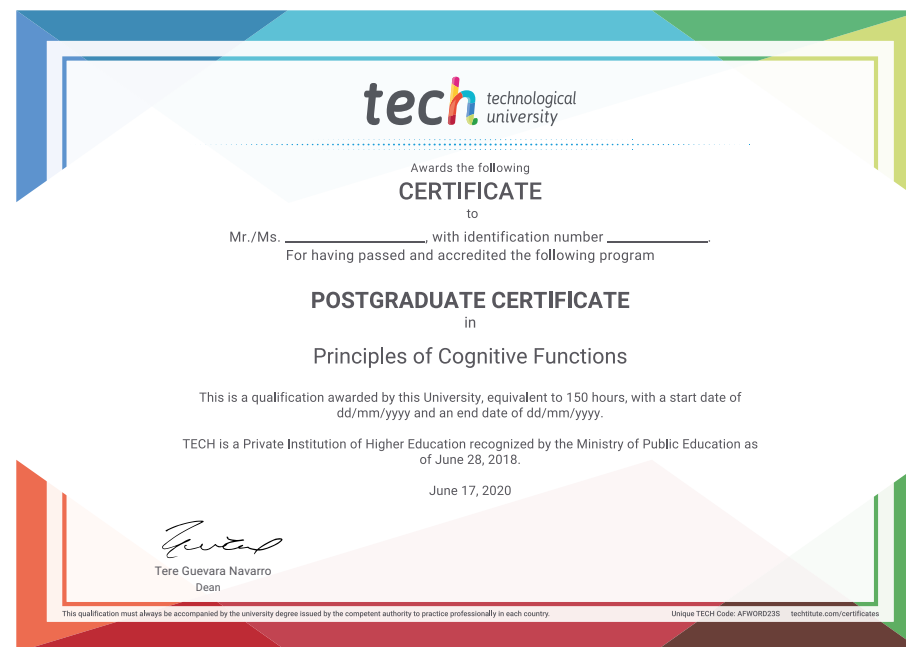 tech technological
university
Awards the following
CERTIFICATE
to
Mr./Ms. ____________________, with identification number ______________.
For having passed and accredited the following program
POSTGRADUATE CERTIFICATE
in
Principles of Cognitive Functions
This is a qualification awarded by this University, equivalent to 150 hours, with a start date of
dd/mm/yyyy and an end date of dd/mm/yyyy.
TECH is a Private Institution of Higher Education recognized by the Ministry of Public Education as
of June 28, 2018.
June 17, 2020
Tere Guevara Navarro
Dean
This qualification must always be accompanied by the university degree issued by the competent authority to practice professionally in each country. Unique TECH Code: AFWORD23S techtitute.com/certificates